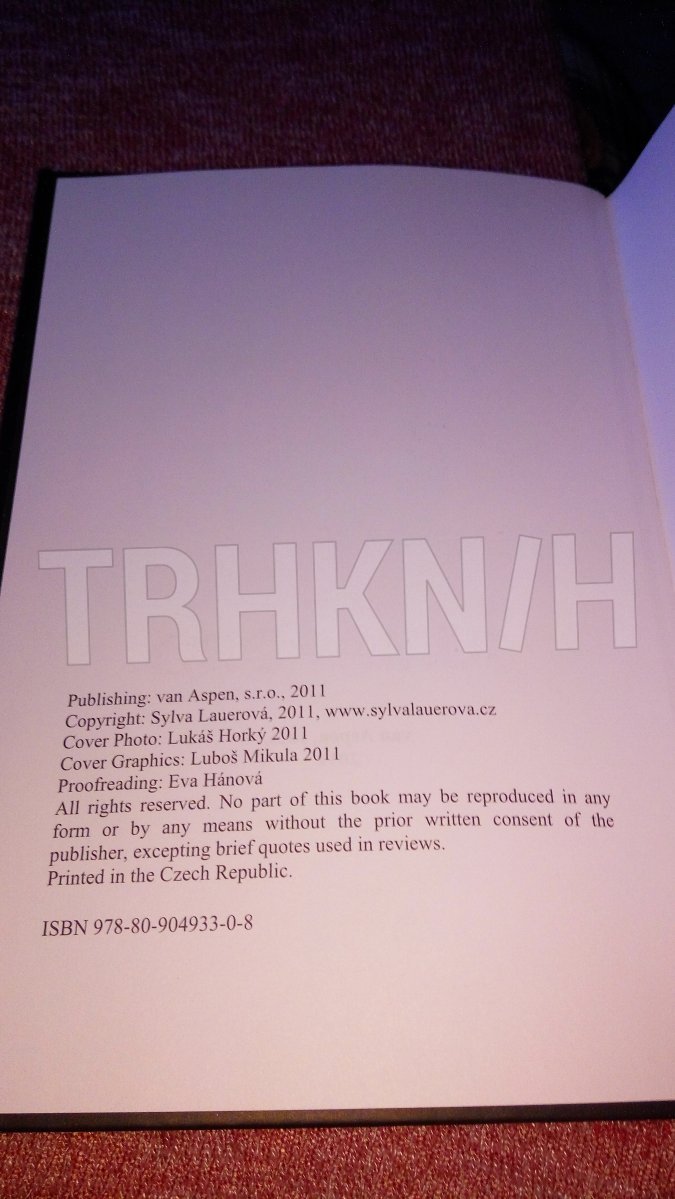 TRHKN/H
Publishing: van Aspen, s.r.o., 2011
Copyright: Sylva Lauerová, 2011, www.sylvalauerova.cz
Cover Photo: Lukáš Horký 2011
Cover Graphics: Luboš Mikula 2011
Proofreading: Eva Hánová
All rights reserved. No part of this book may be reproduced in any
form or by any means without the prior written consent of the
publisher, excepting brief quotes used in reviews.
Printed in the Czech Republic.
ISBN 978-80-904933-0-8